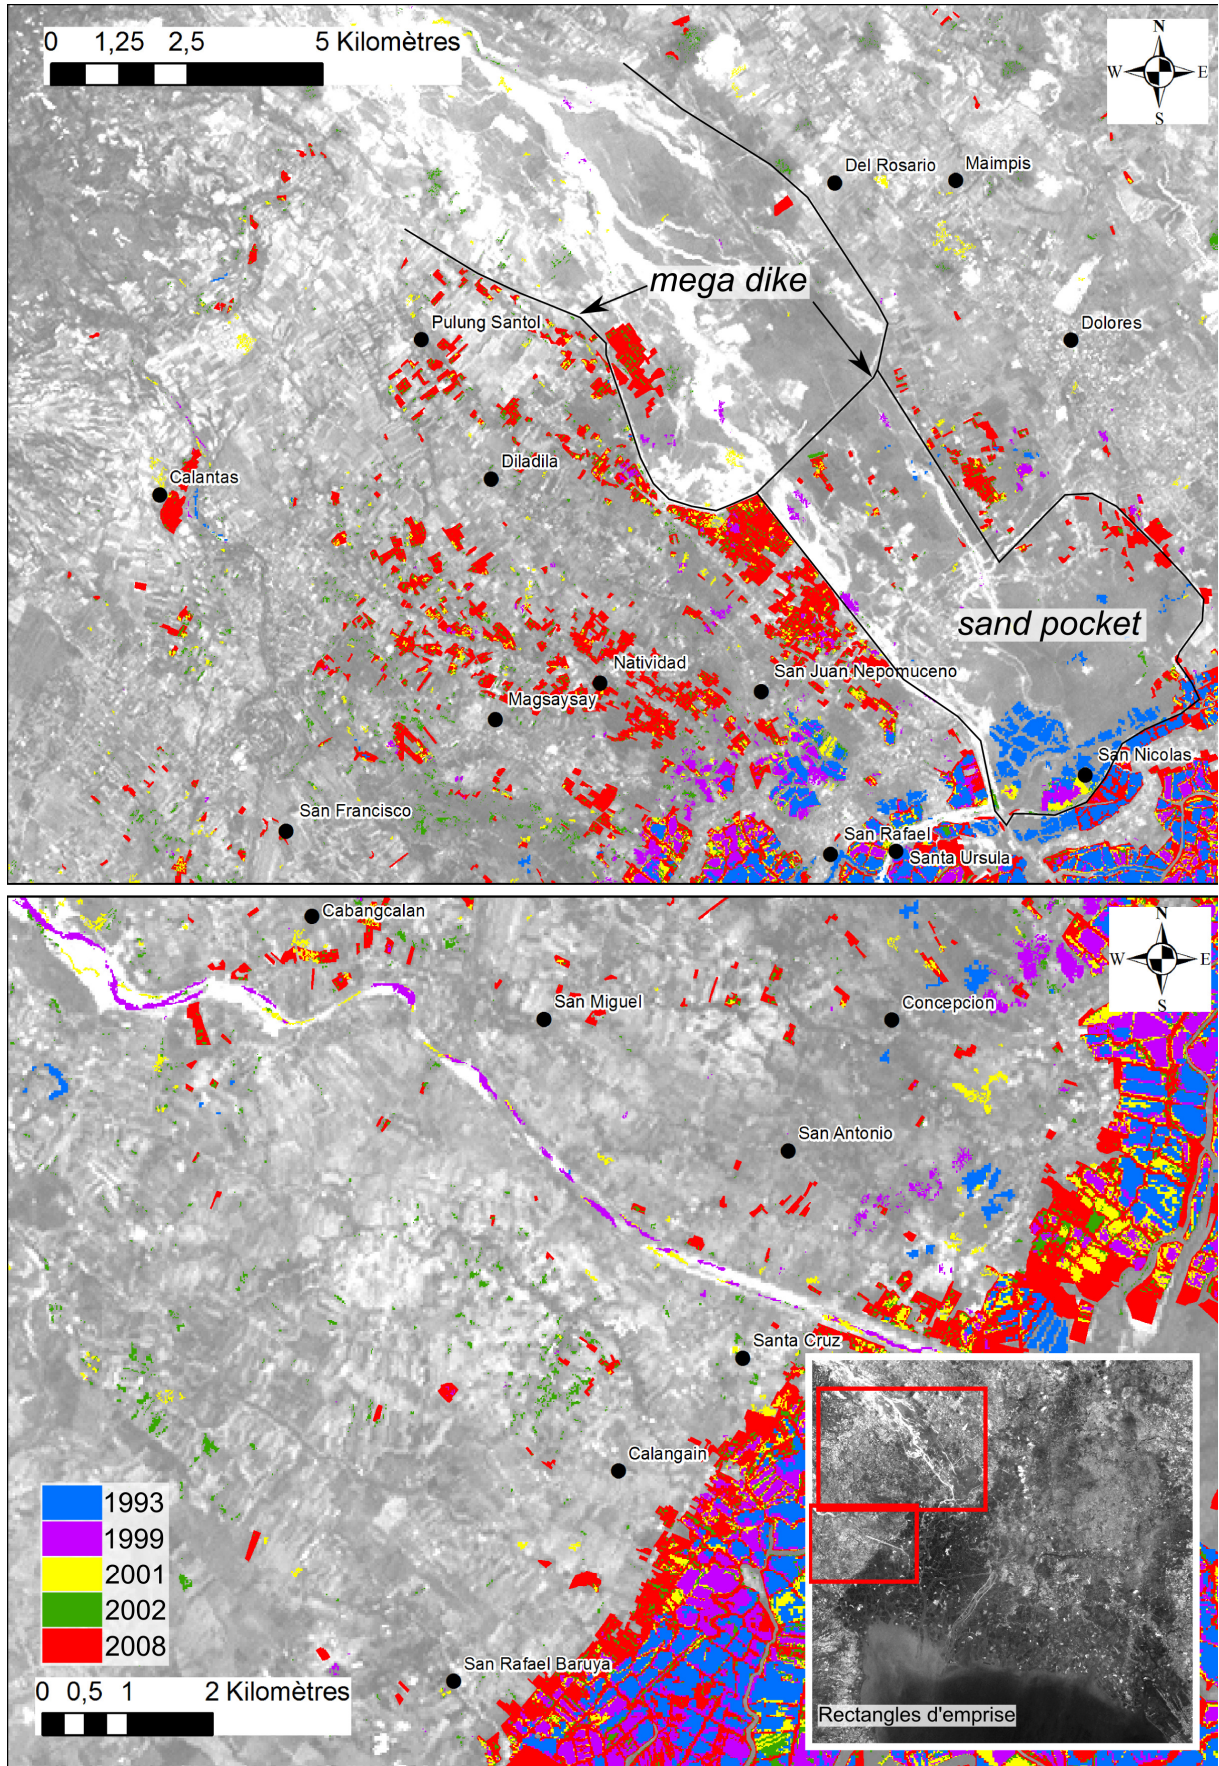 0 1,25 2,5 5 Kilomètres
N
W E
S
Del Rosario
Maimpis
mega dike
Pulung Santol
Dolores
Diladila
Calantas
sand pocket
Natividad
San Juan Nepomuceno
Magsaysay
San Nicolas
San Francisco
San Rafael
Santa Ursula
Cabangcalan
N
W E
S
San Miguel
Concepcion
San Antonio
Santa Cruz
Calangain
1993
1999
2001
2002
2008
San Rafael Baruya
0 0,5 1 2 Kilomètres
Rectangles d'emprise